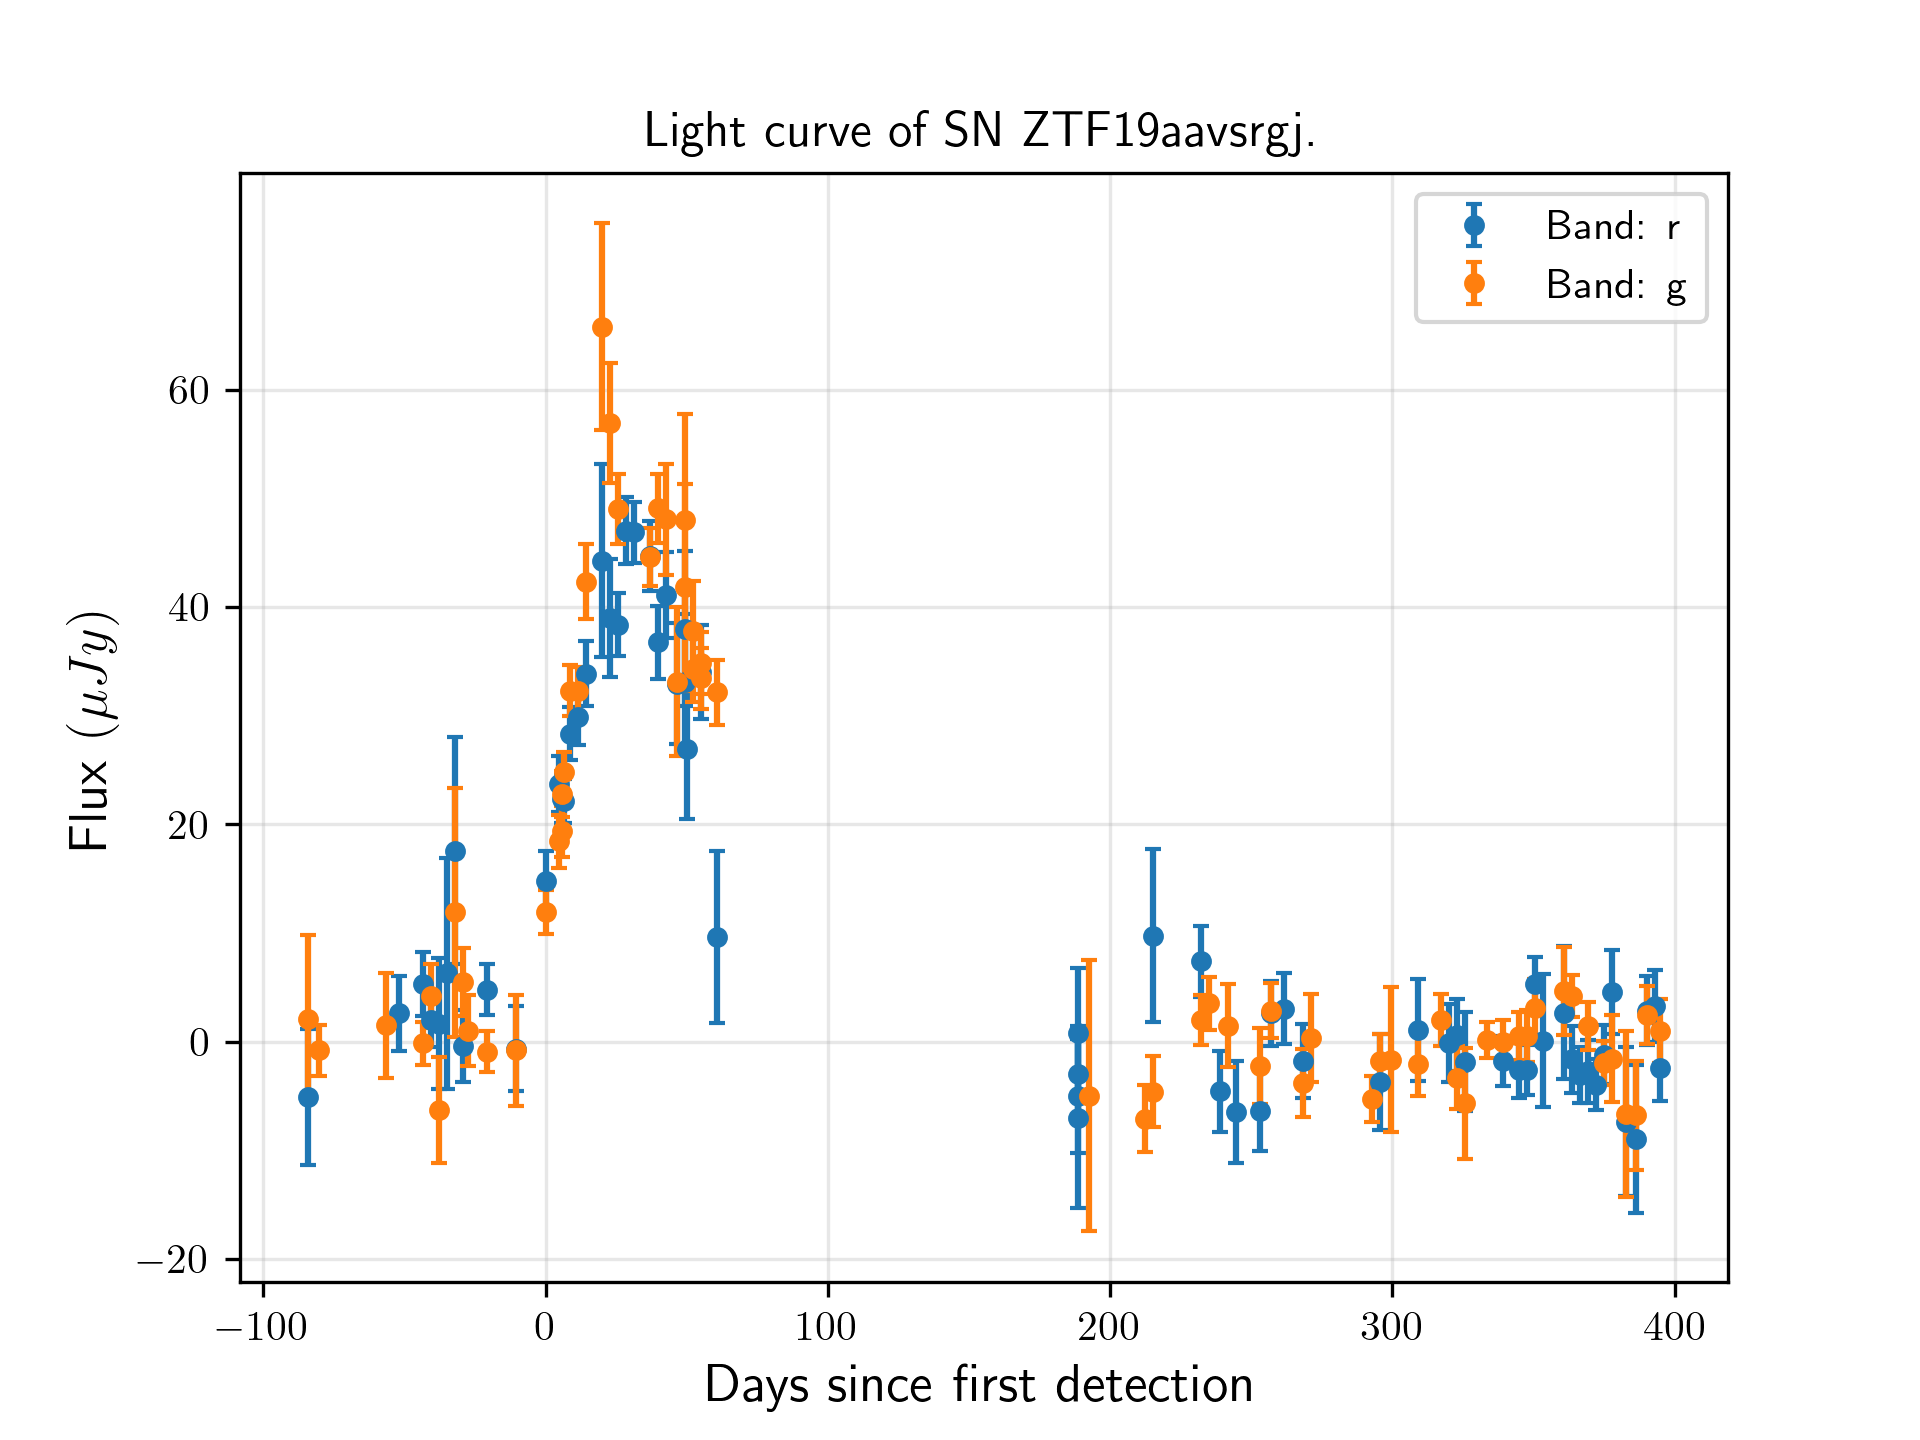 Light curve of SN ZTF19aavsrgj.
Band: r
Band: g
60
40
20
0
−20
Flux (μJy)
−100 0 100 200 300 400
Days since first detection